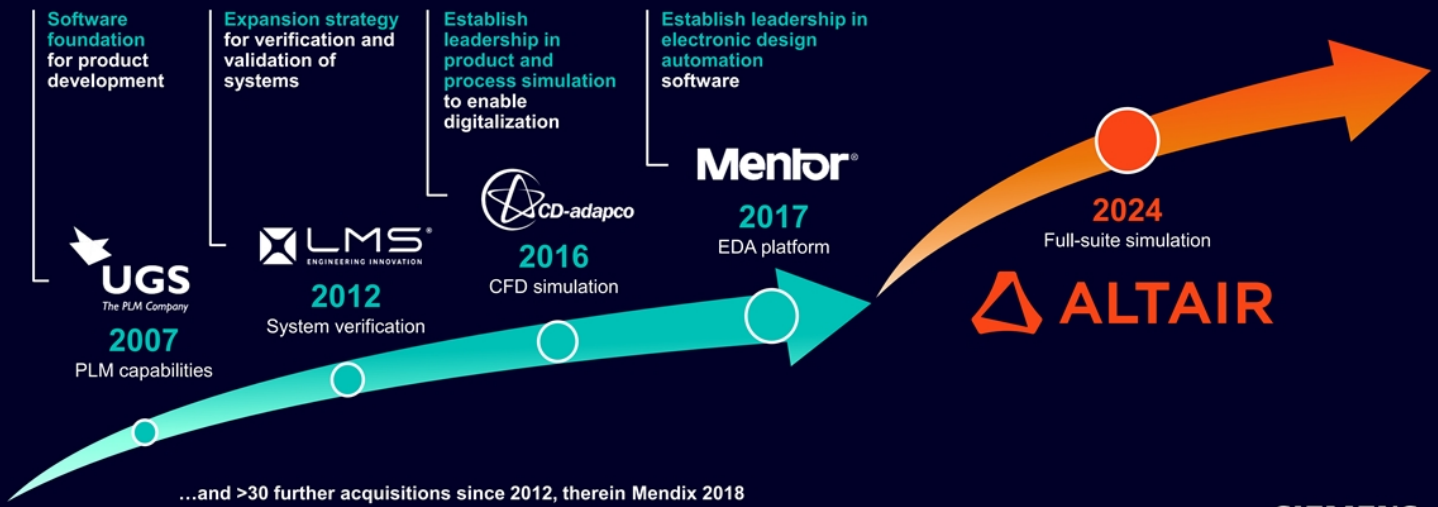 Software
foundation
for product
development
Expansion strategy
for verification and
validation of
systems
Establish
leadership in
product and
process simulation
to enable
digitalization
Establish leadership in
electronic design
automation
software
UGS
The PLM Company
2007
PLM capabilities
LMS®
ENGINEERING INNOVATION
2012
System verification
CD-adapco
2016
CFD simulation
Mentor®
2017
EDA platform
2024
Full-suite simulation
ALTAIR
…and >30 further acquisitions since 2012, therein Mendix 2018